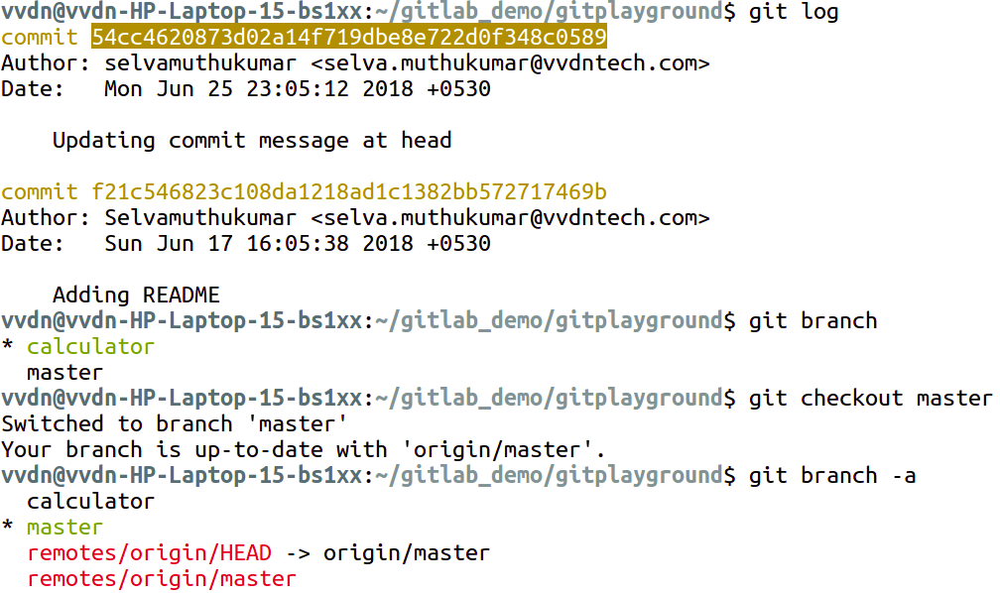 vvdn@vvdn-HP-Laptop-15-bs1xx:~/gitlab_demo/gitplayground$ git log
commit 54cc4620873d02a14f719dbe8e722d0f348c0589
Author: selvamuthukumar <selva.muthukumar@vvdntech.com>
Date:   Mon Jun 25 23:05:12 2018 +0530
    Updating commit message at head
commit f21c546823c108da1218ad1c1382bb572717469b
Author: Selvamuthukumar <selva.muthukumar@vvdntech.com>
Date:   Sun Jun 17 16:05:38 2018 +0530
    Adding README
vvdn@vvdn-HP-Laptop-15-bs1xx:~/gitlab_demo/gitplayground$ git branch
* calculator
  master
vvdn@vvdn-HP-Laptop-15-bs1xx:~/gitlab_demo/gitplayground$ git checkout master
Switched to branch 'master'
Your branch is up-to-date with 'origin/master'.
vvdn@vvdn-HP-Laptop-15-bs1xx:~/gitlab_demo/gitplayground$ git branch -a
  calculator
* master
  remotes/origin/HEAD -> origin/master
  remotes/origin/master